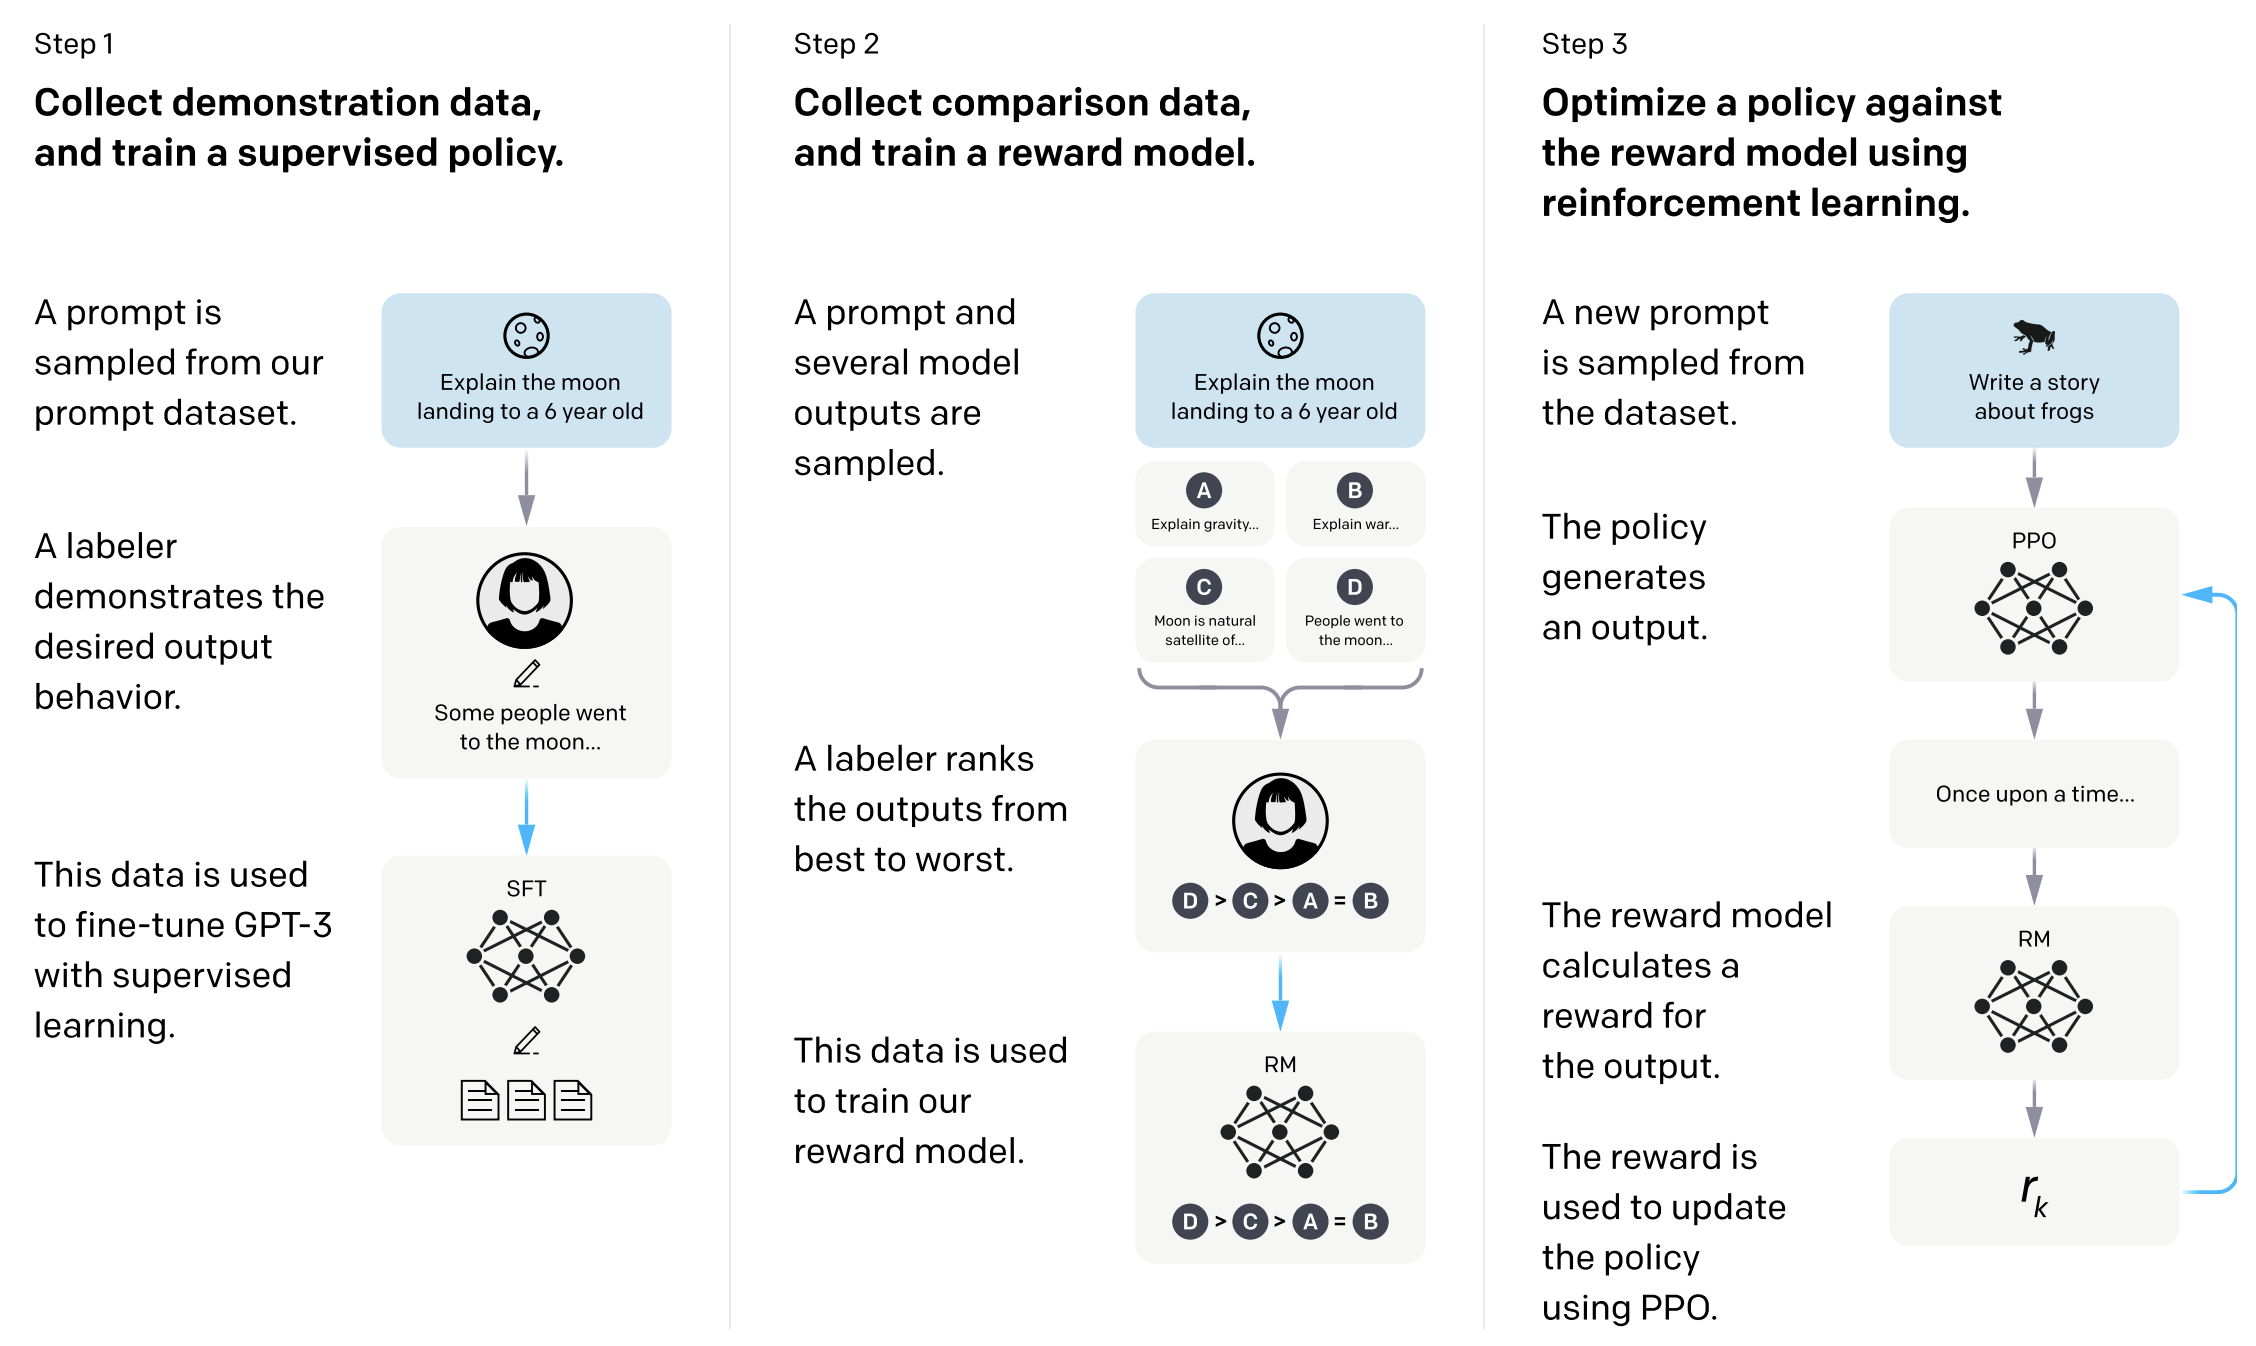 Step 1
Collect demonstration data,
and train a supervised policy.
A prompt is
sampled from our
prompt dataset.
Explain the moon
landing to a 6 year old
A labeler
demonstrates the
desired output
behavior.
Some people went
to the moon...
This data is used
to fine-tune GPT-3
with supervised
learning.
SFT
Step 2
Collect comparison data,
and train a reward model.
A prompt and
several model
outputs are
sampled.
Explain the moon
landing to a 6 year old
A
Explain gravity...
B
Explain war...
C
Moon is natural
satellite of...
D
People went to
the moon...
A labeler ranks
the outputs from
best to worst.
D > C > A = B
This data is used
to train our
reward model.
RM
D > C > A = B
Step 3
Optimize a policy against
the reward model using
reinforcement learning.
A new prompt
is sampled from
the dataset.
Write a story
about frogs
The policy
generates
an output.
PPO
Once upon a time...
The reward model
calculates a
reward for
the output.
RM
The reward is
used to update
the policy
using PPO.
r_k